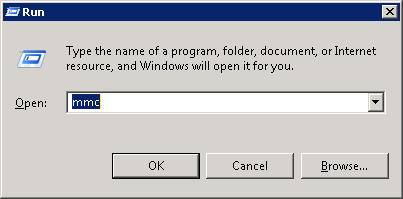 Run
Type the name of a program, folder, document, or Internet
resource, and Windows will open it for you.
Open: mmc
OK Cancel Browse...